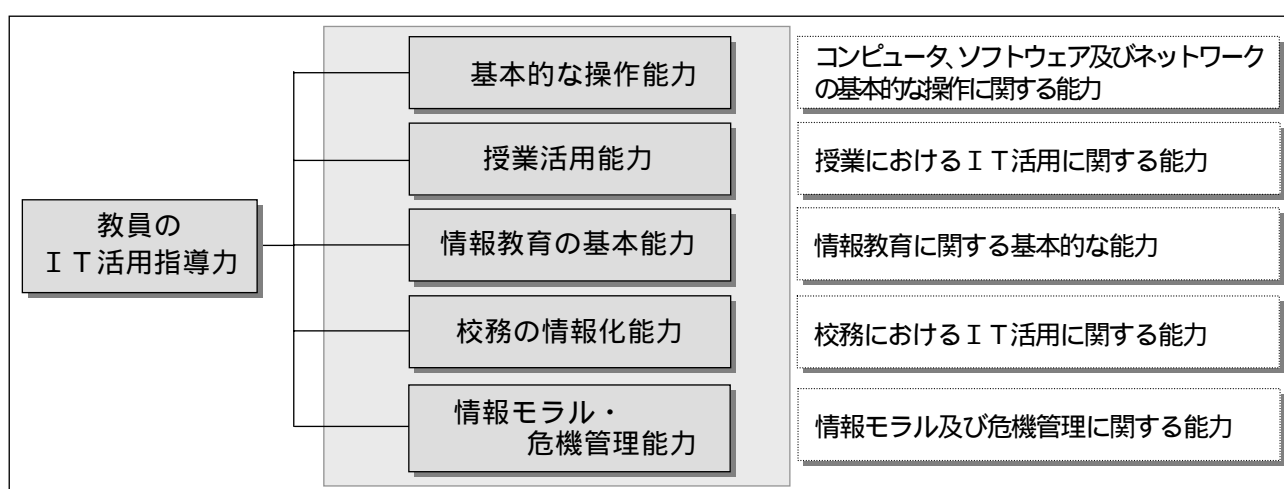 教員の
ＩＴ活用指導力
基本的な操作能力
コンピュータ、ソフトウェア及びネットワーク
の基本的な操作に関する能力
授業活用能力
授業におけるＩＴ活用に関する能力
情報教育の基本能力
情報教育に関する基本的な能力
校務の情報化能力
校務におけるＩＴ活用に関する能力
情報モラル・
危機管理能力
情報モラル及び危機管理に関する能力